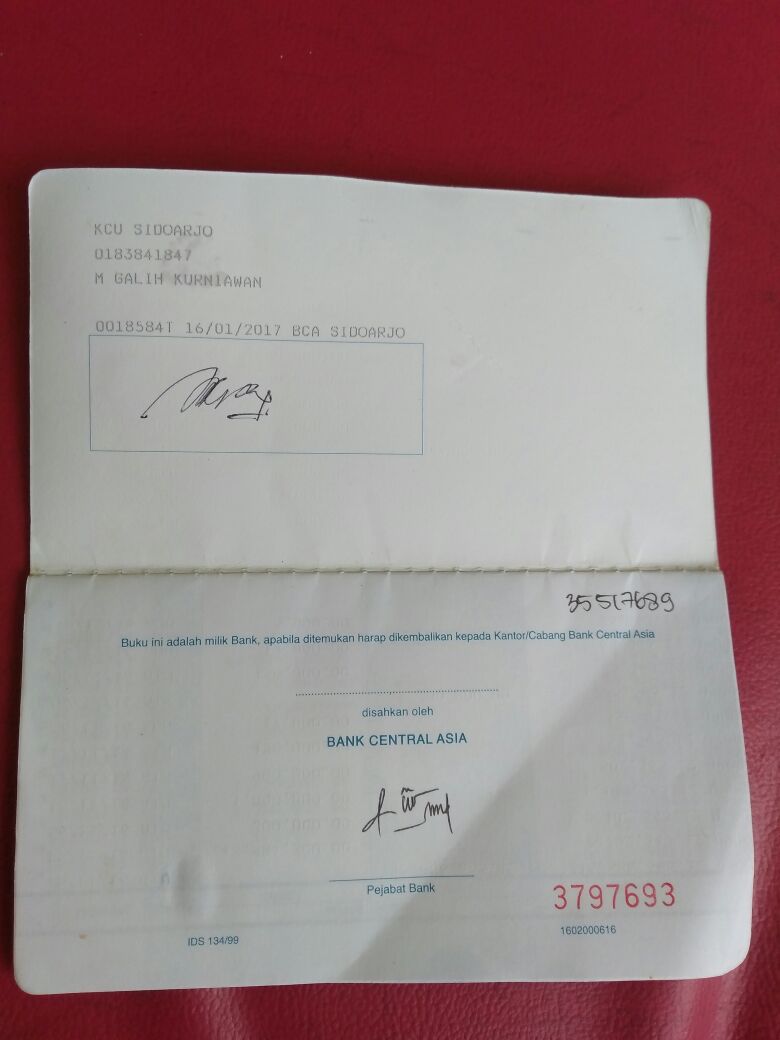 KCU SIDOARJO
0183841847
M GALIH KURNIAWAN
0018584T 16/01/2017 BCA SIDOARJO
35517689
Buku ini adalah milik Bank, apabila ditemukan harap dikembalikan kepada Kantor/Cabang Bank Central Asia
disahkan oleh
BANK CENTRAL ASIA
Pejabat Bank
3797693
IDS 134/99
1602000616